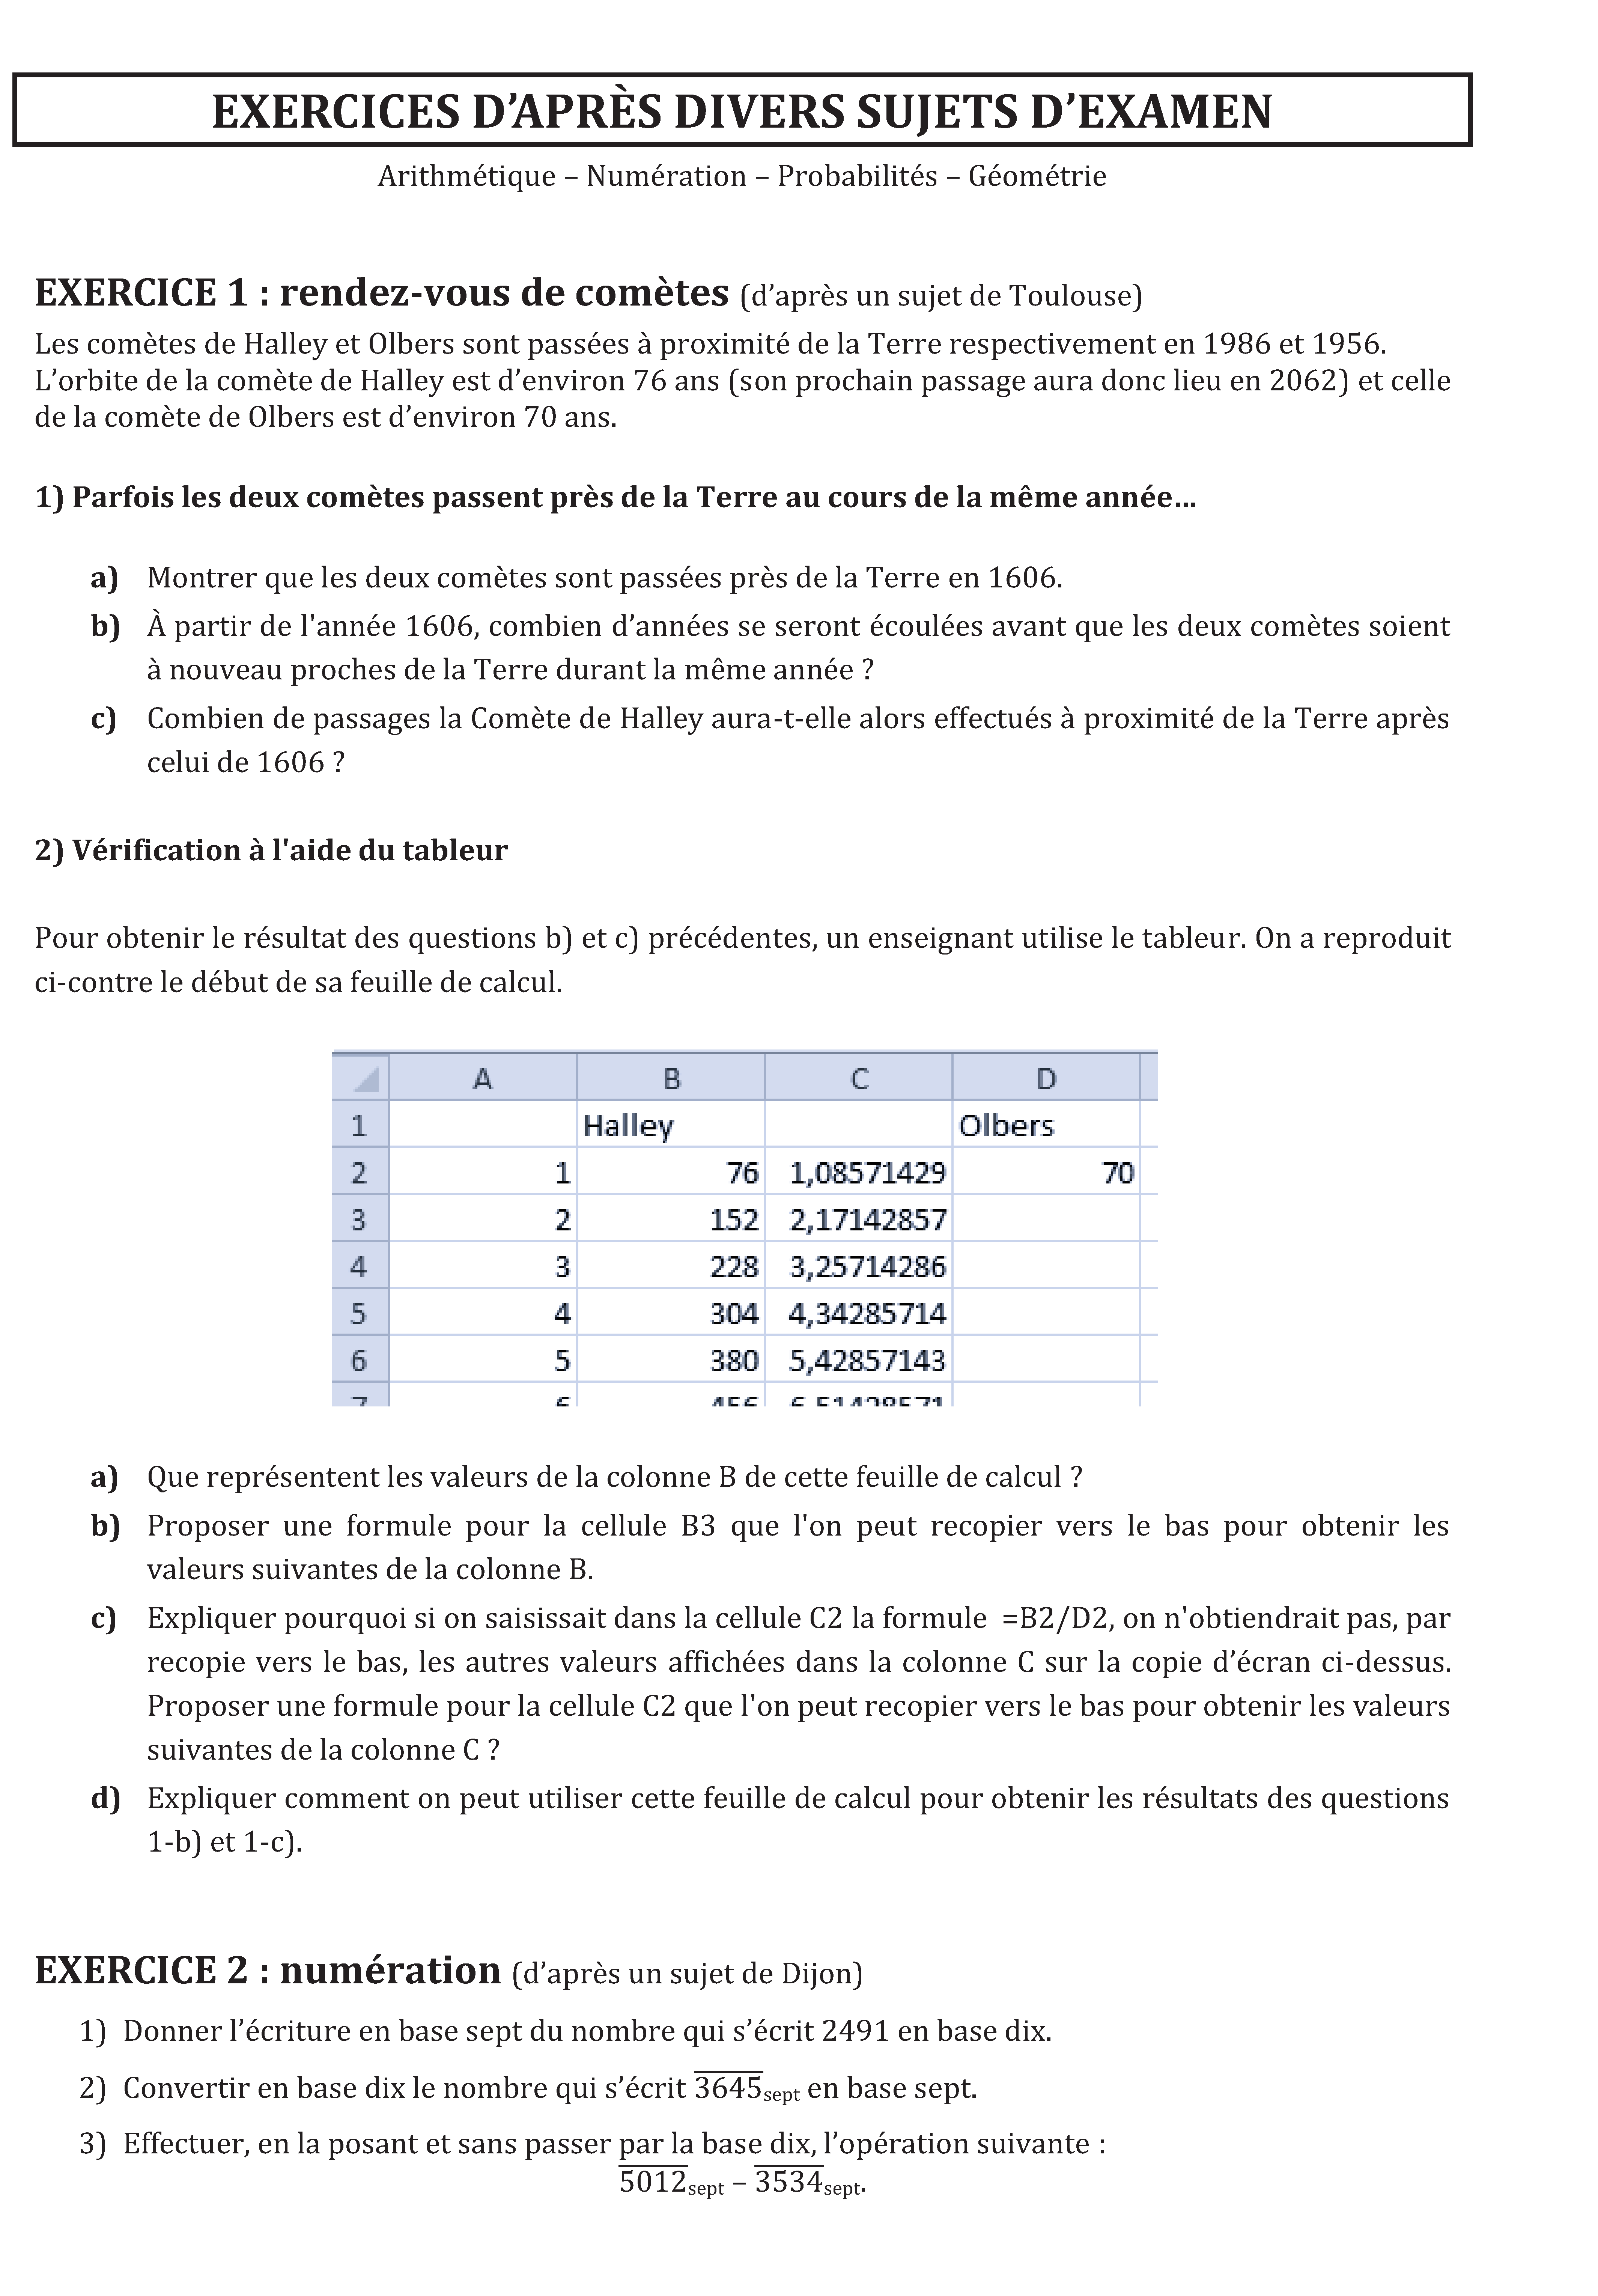 EXERCICES D’APRÈS DIVERS SUJETS D’EXAMEN
Arithmétique – Numération – Probabilités – Géométrie
EXERCICE 1 : rendez-vous de comètes (d’après un sujet de Toulouse)
Les comètes de Halley et Olbers sont passées à proximité de la Terre respectivement en 1986 et 1956.
L’orbite de la comète de Halley est d’environ 76 ans (son prochain passage aura donc lieu en 2062) et celle
de la comète de Olbers est d’environ 70 ans.
1) Parfois les deux comètes passent près de la Terre au cours de la même année…
a) Montrer que les deux comètes sont passées près de la Terre en 1606.
b) À partir de l'année 1606, combien d’années se seront écoulées avant que les deux comètes soient
à nouveau proches de la Terre durant la même année ?
c) Combien de passages la Comète de Halley aura-t-elle alors effectués à proximité de la Terre après
celui de 1606 ?
2) Vérification à l'aide du tableur
Pour obtenir le résultat des questions b) et c) précédentes, un enseignant utilise le tableur. On a reproduit
ci-contre le début de sa feuille de calcul.
A B C D
1 Halley Olbers
2 1 76 1,08571429 70
3 2 152 2,17142857
4 3 228 3,25714286
5 4 304 4,34285714
6 5 380 5,42857143
7 6 456 6,51428571
a) Que représentent les valeurs de la colonne B de cette feuille de calcul ?
b) Proposer une formule pour la cellule B3 que l'on peut recopier vers le bas pour obtenir les
valeurs suivantes de la colonne B.
c) Expliquer pourquoi si on saisissait dans la cellule C2 la formule =B2/D2, on n'obtiendrait pas, par
recopie vers le bas, les autres valeurs affichées dans la colonne C sur la copie d’écran ci-dessus.
Proposer une formule pour la cellule C2 que l'on peut recopier vers le bas pour obtenir les valeurs
suivantes de la colonne C ?
d) Expliquer comment on peut utiliser cette feuille de calcul pour obtenir les résultats des questions
1-b) et 1-c).
EXERCICE 2 : numération (d’après un sujet de Dijon)
1) Donner l’écriture en base sept du nombre qui s’écrit 2491 en base dix.
2) Convertir en base dix le nombre qui s’écrit 3645sept en base sept.
3) Effectuer, en la posant et sans passer par la base dix, l’opération suivante :
5012sept – 3534sept.